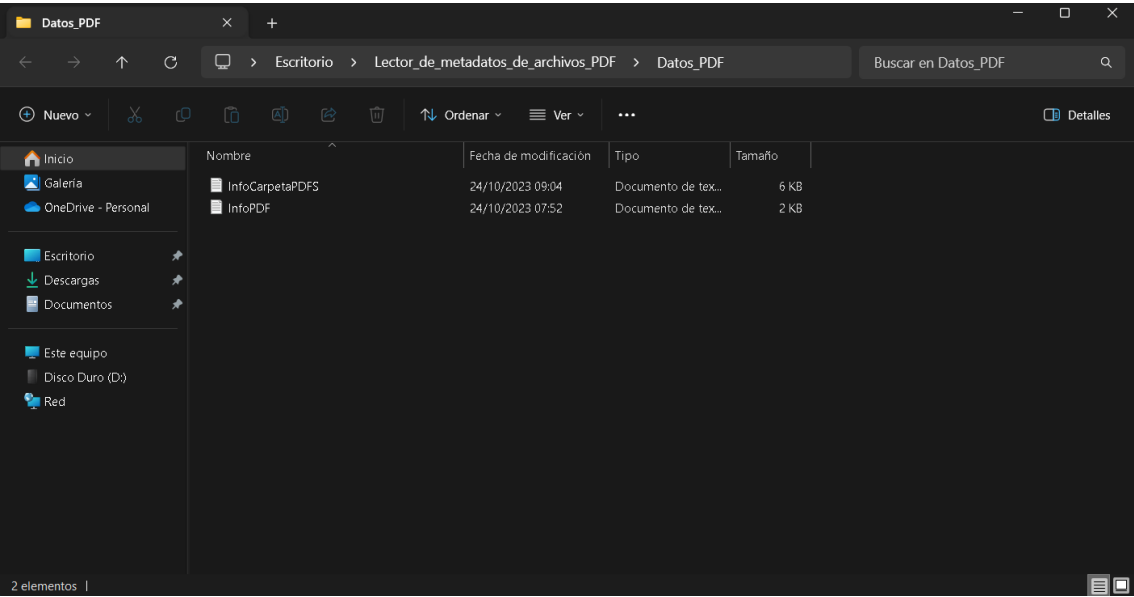 Datos_PDF
Escritorio > Lector_de_metadatos_de_archivos_PDF > Datos_PDF
Buscar en Datos_PDF
Nuevo
Ordenar
Ver
Detalles
Inicio
Galería
OneDrive - Personal
Escritorio
Descargas
Documentos
Este equipo
Disco Duro (D:)
Red
Nombre Fecha de modificación Tipo Tamaño
InfoCarpetaPDFS 24/10/2023 09:04 Documento de tex... 6 KB
InfoPDF 24/10/2023 07:52 Documento de tex... 2 KB
2 elementos